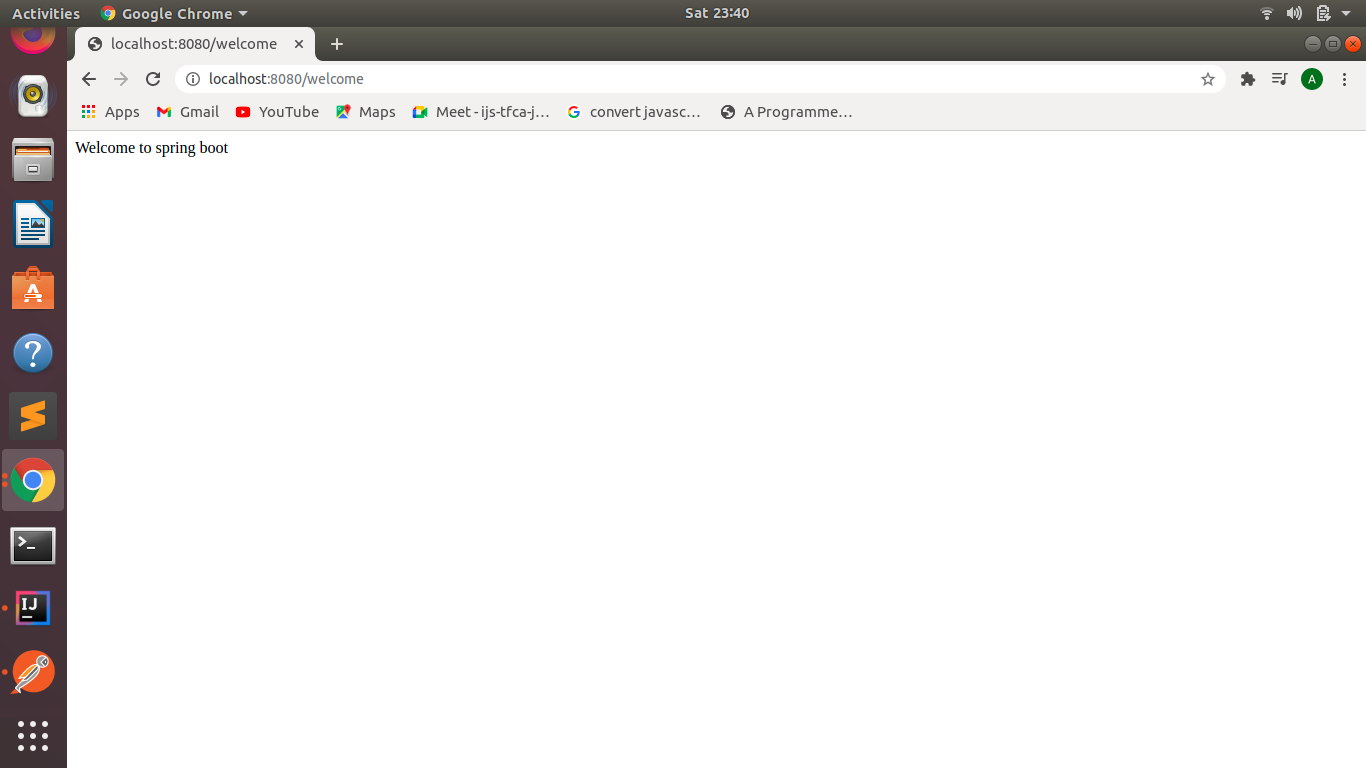 Activities Google Chrome Sat 23:40
localhost:8080/welcome
localhost:8080/welcome A
Apps Gmail YouTube Maps Meet - ijs-tfca-j... convert javasc... A Programme...
Welcome to spring boot
IJ